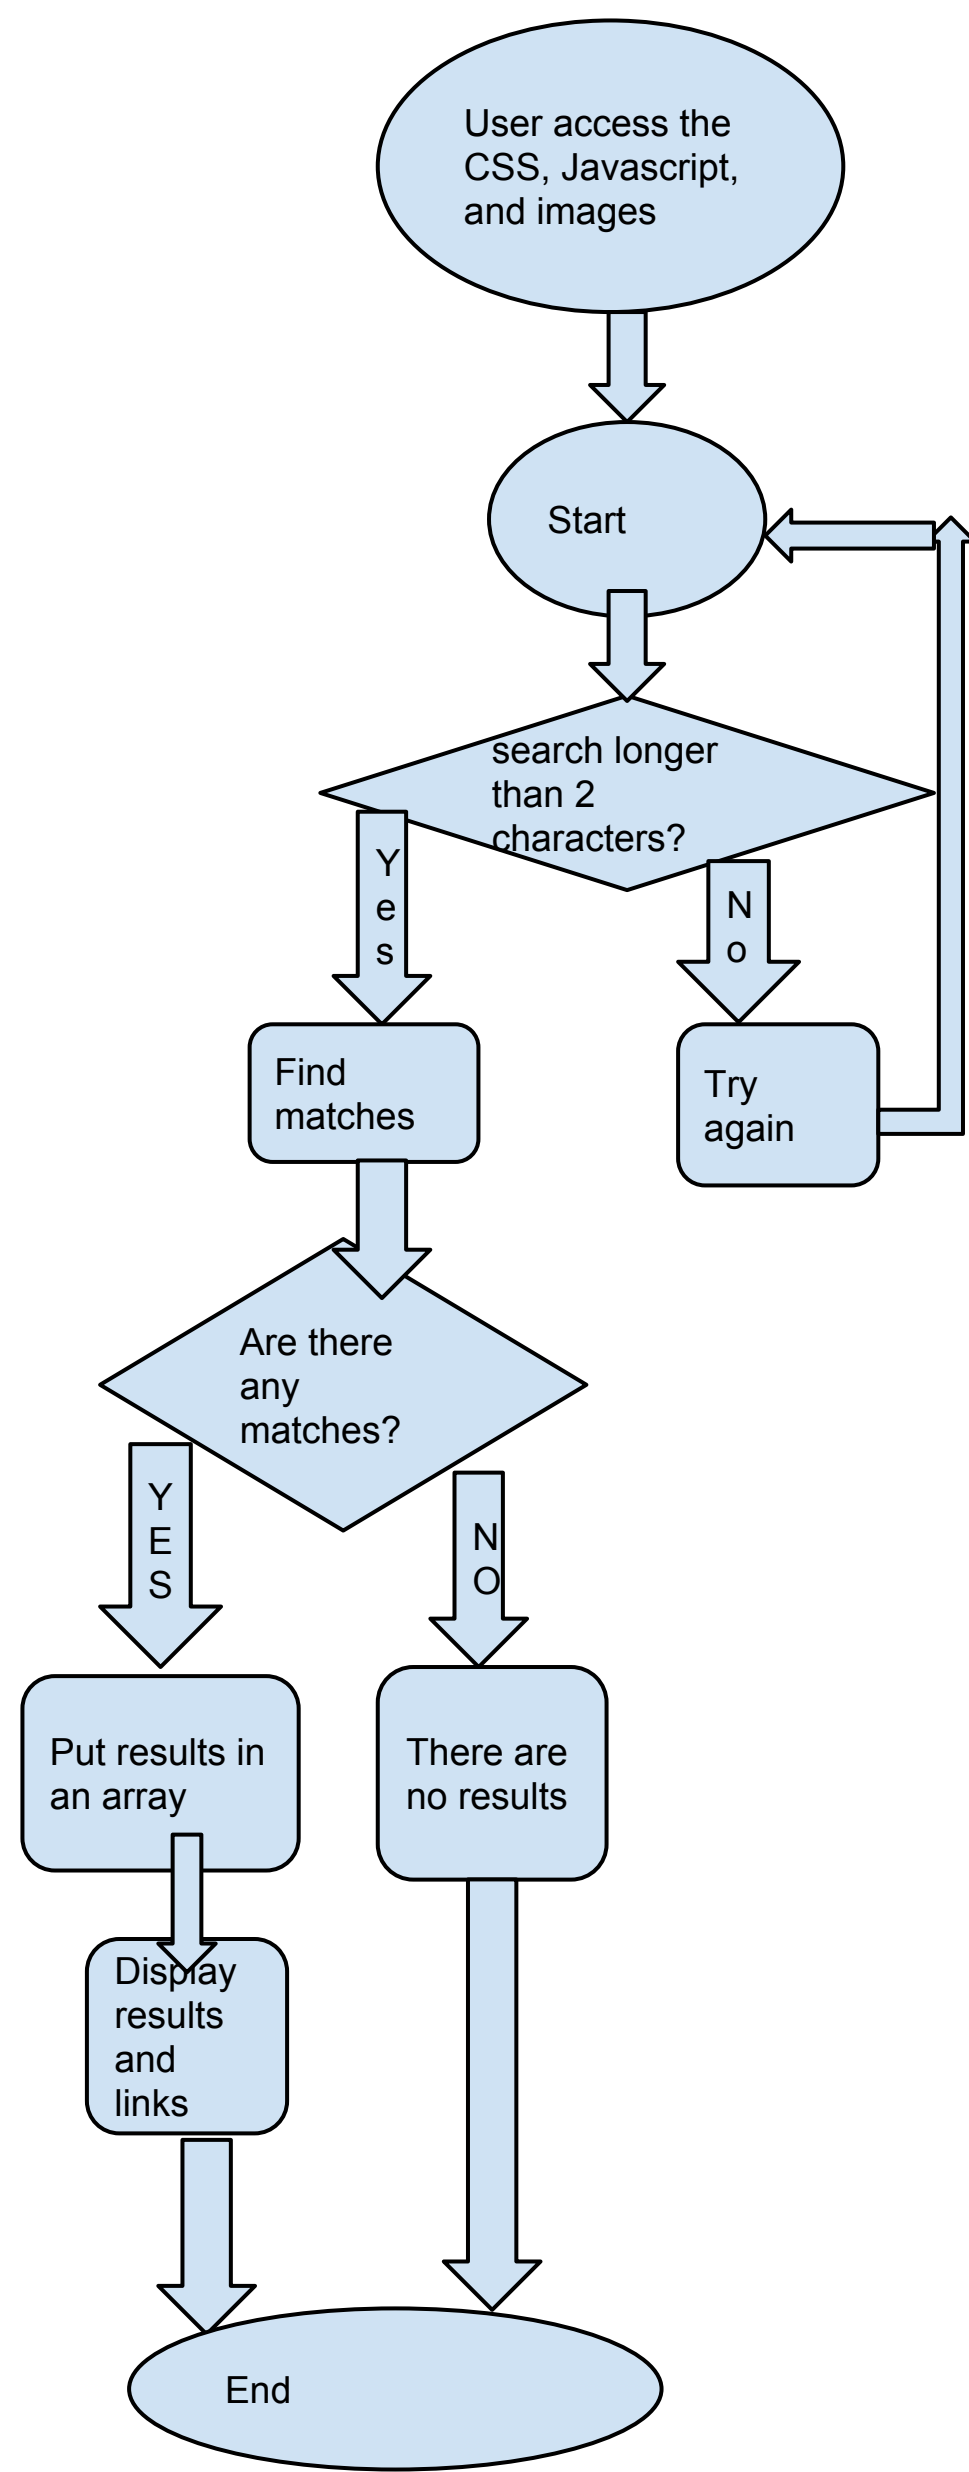 User access the
CSS, Javascript,
and images
Start
search longer
than 2
characters?
Y
e
s
N
o
Find
matches
Try
again
Are there
any
matches?
Y
E
S
N
O
Put results in
an array
There are
no results
Display
results
and
links
End